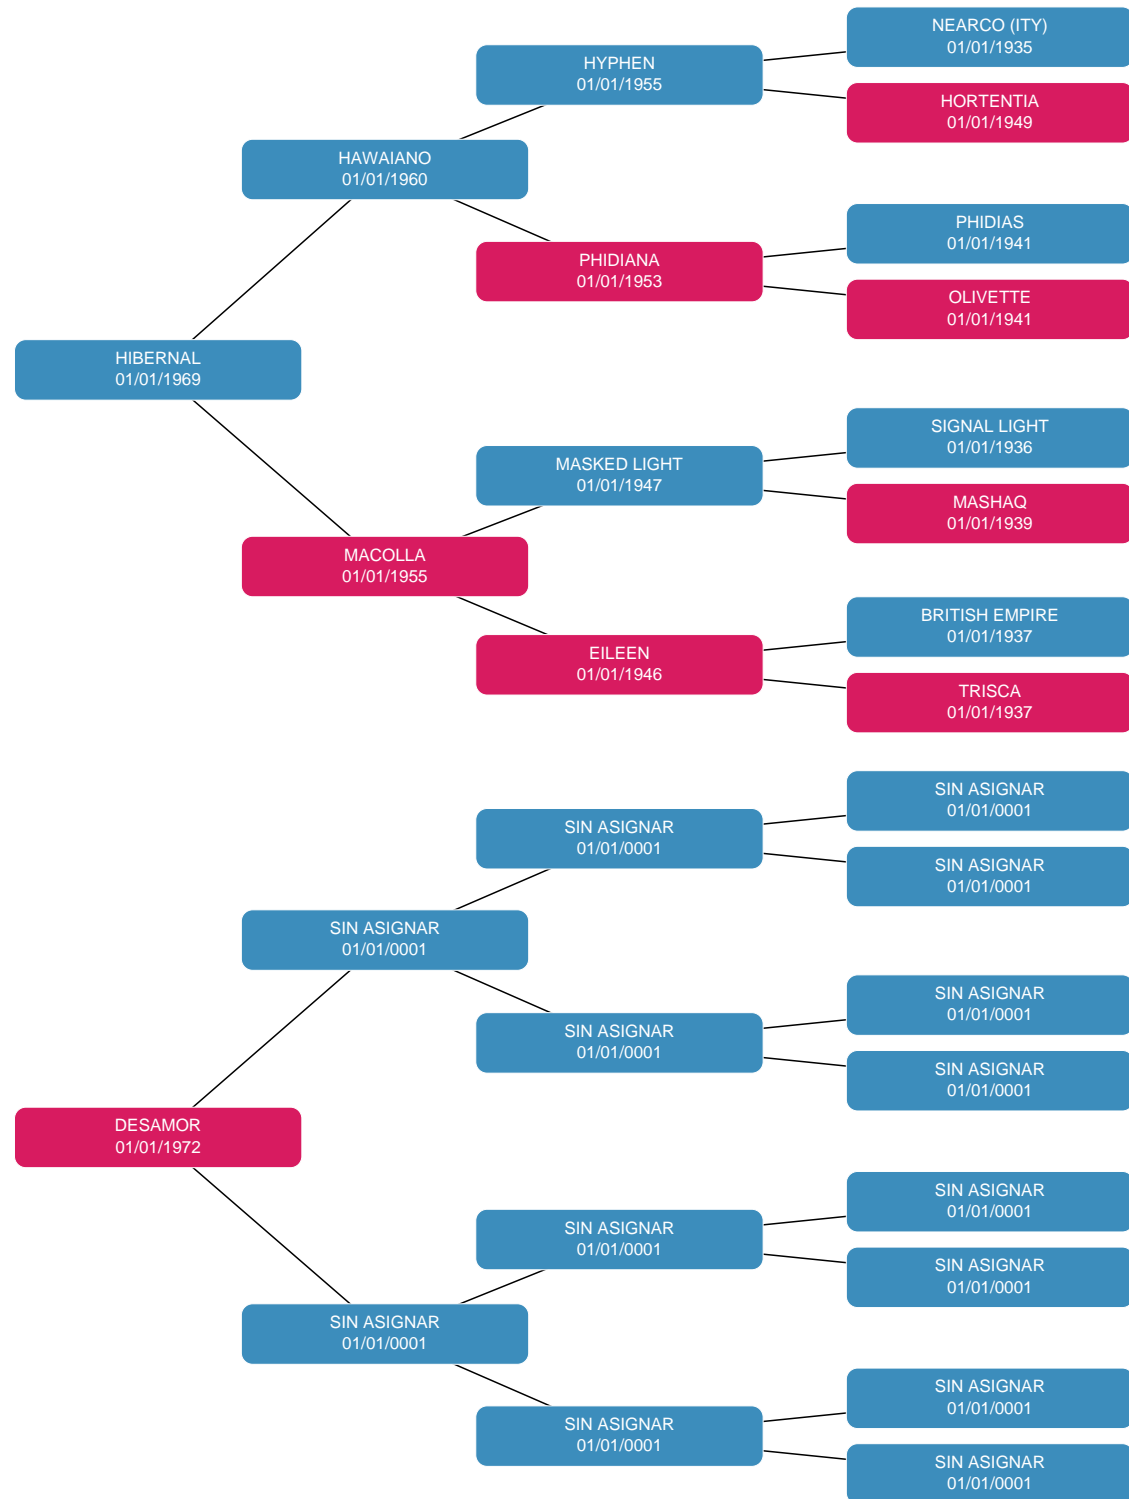 NEARCO (ITY)
01/01/1935
HYPHEN
01/01/1955
HORTENTIA
01/01/1949
HAWAIANO
01/01/1960
PHIDIAS
01/01/1941
PHIDIANA
01/01/1953
OLIVETTE
01/01/1941
HIBERNAL
01/01/1969
SIGNAL LIGHT
01/01/1936
MASKED LIGHT
01/01/1947
MASHAQ
01/01/1939
MACOLLA
01/01/1955
BRITISH EMPIRE
01/01/1937
EILEEN
01/01/1946
TRISCA
01/01/1937
SIN ASIGNAR
01/01/0001
SIN ASIGNAR
01/01/0001
SIN ASIGNAR
01/01/0001
SIN ASIGNAR
01/01/0001
SIN ASIGNAR
01/01/0001
SIN ASIGNAR
01/01/0001
SIN ASIGNAR
01/01/0001
DESAMOR
01/01/1972
SIN ASIGNAR
01/01/0001
SIN ASIGNAR
01/01/0001
SIN ASIGNAR
01/01/0001
SIN ASIGNAR
01/01/0001
SIN ASIGNAR
01/01/0001
SIN ASIGNAR
01/01/0001
SIN ASIGNAR
01/01/0001